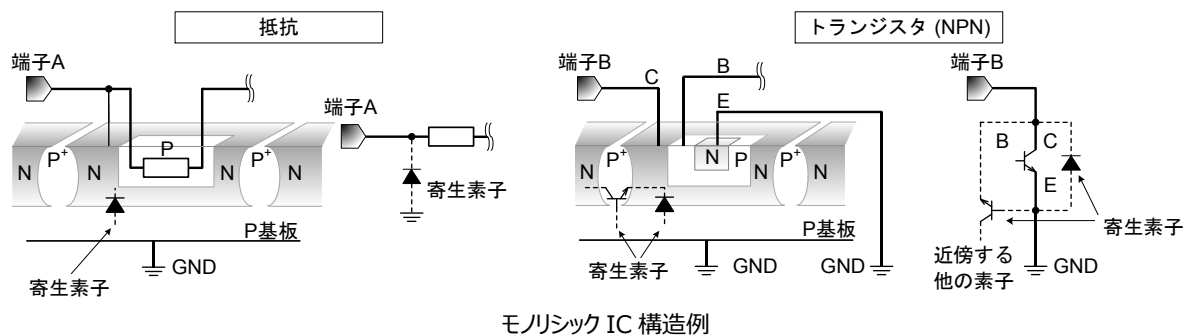 抵抗
トランジスタ (NPN)
端子A
端子A
P
N
P+
N
N
P+
N
寄生素子
寄生素子
P基板
GND
端子B
C
B
E
N
P+
N
N
P
N
P+
N
寄生素子
P基板
GND
GND
端子B
B
C
E
寄生素子
近傍する
他の素子
モノリシック IC 構造例